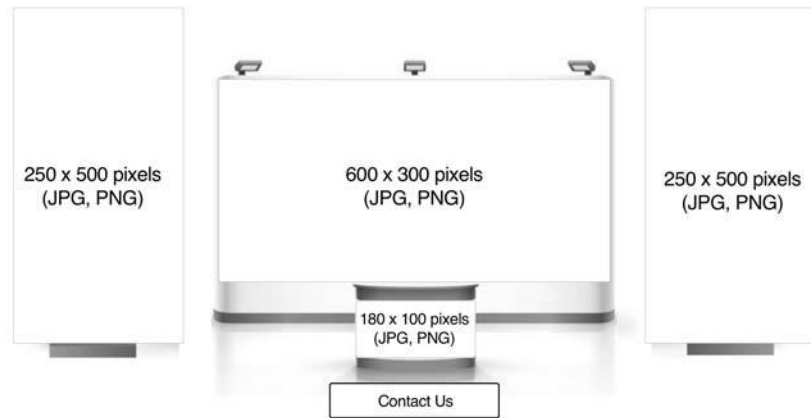 250 x 500 pixels
(JPG, PNG)
600 x 300 pixels
(JPG, PNG)
250 x 500 pixels
(JPG, PNG)
180 x 100 pixels
(JPG, PNG)
Contact Us